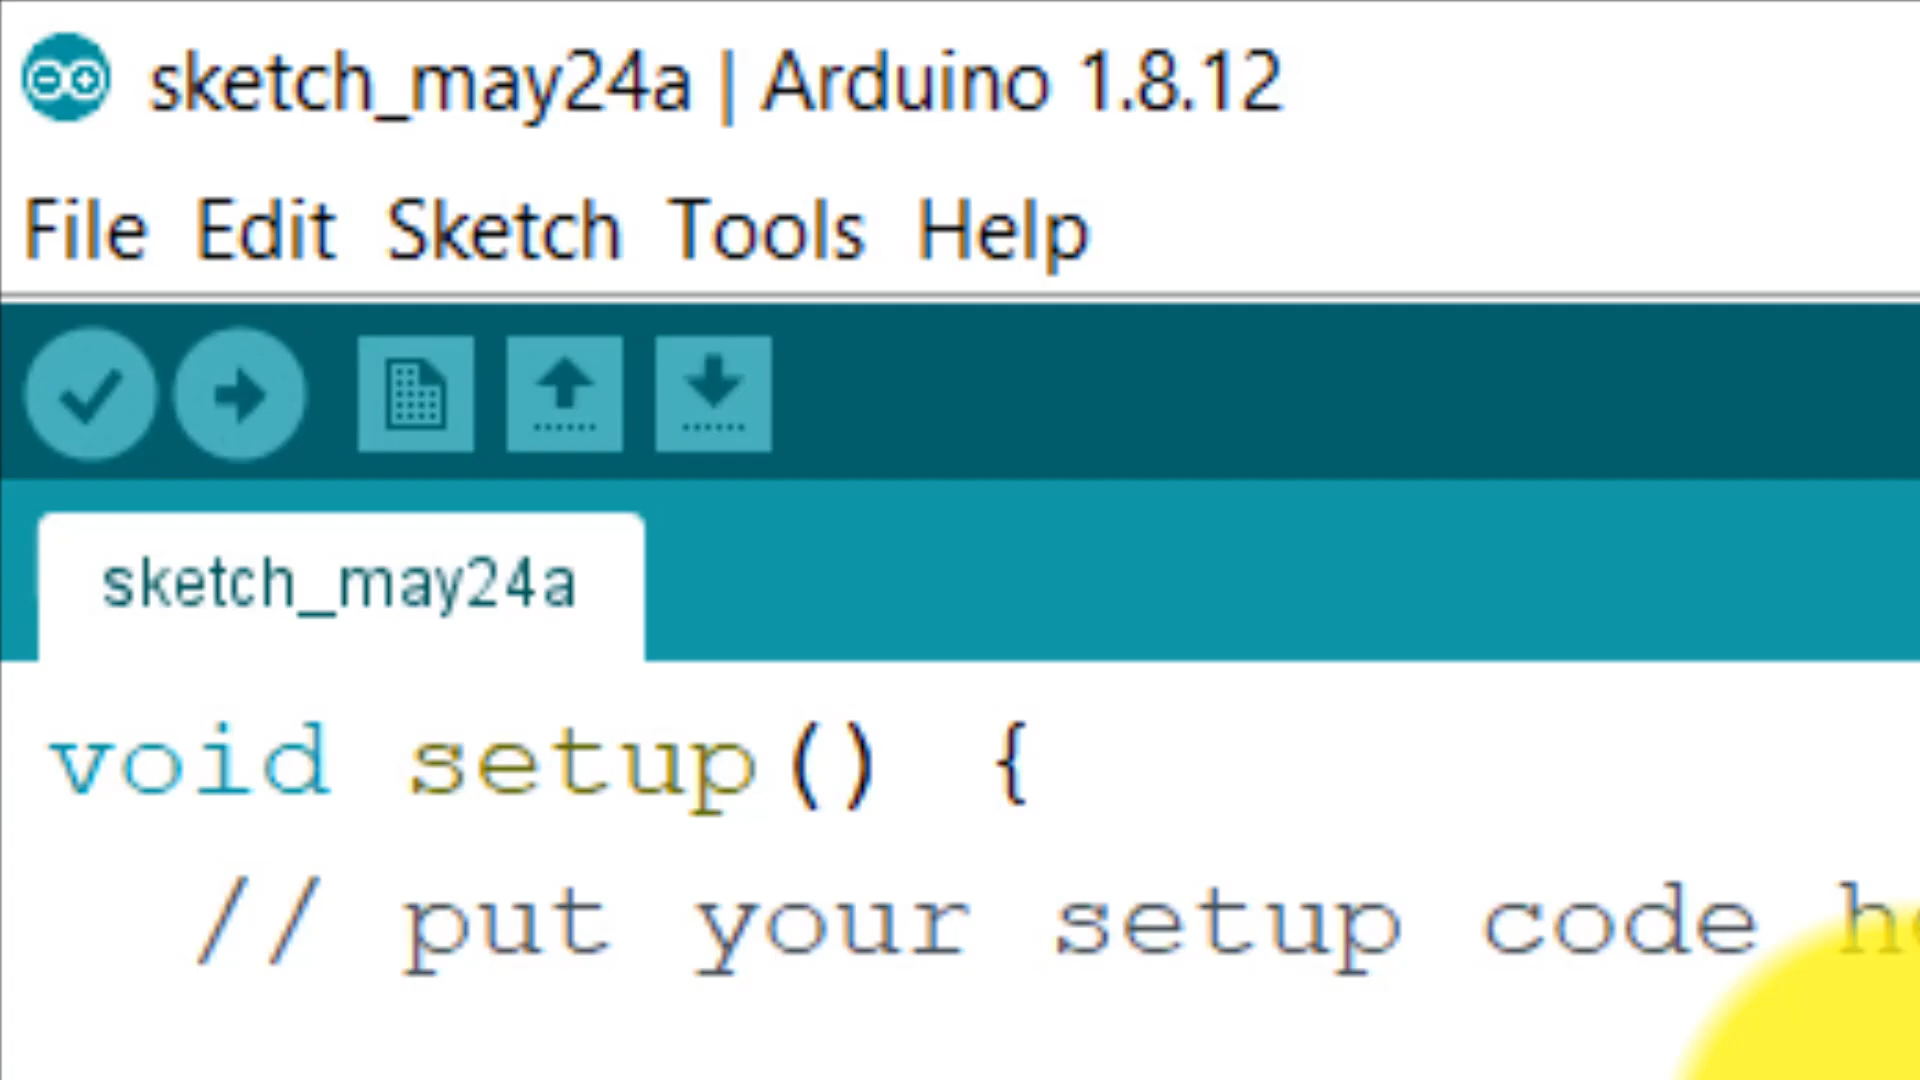 sketch_may24a | Arduino 1.8.12
File Edit Sketch Tools Help
sketch_may24a
void setup() {
// put your setup code